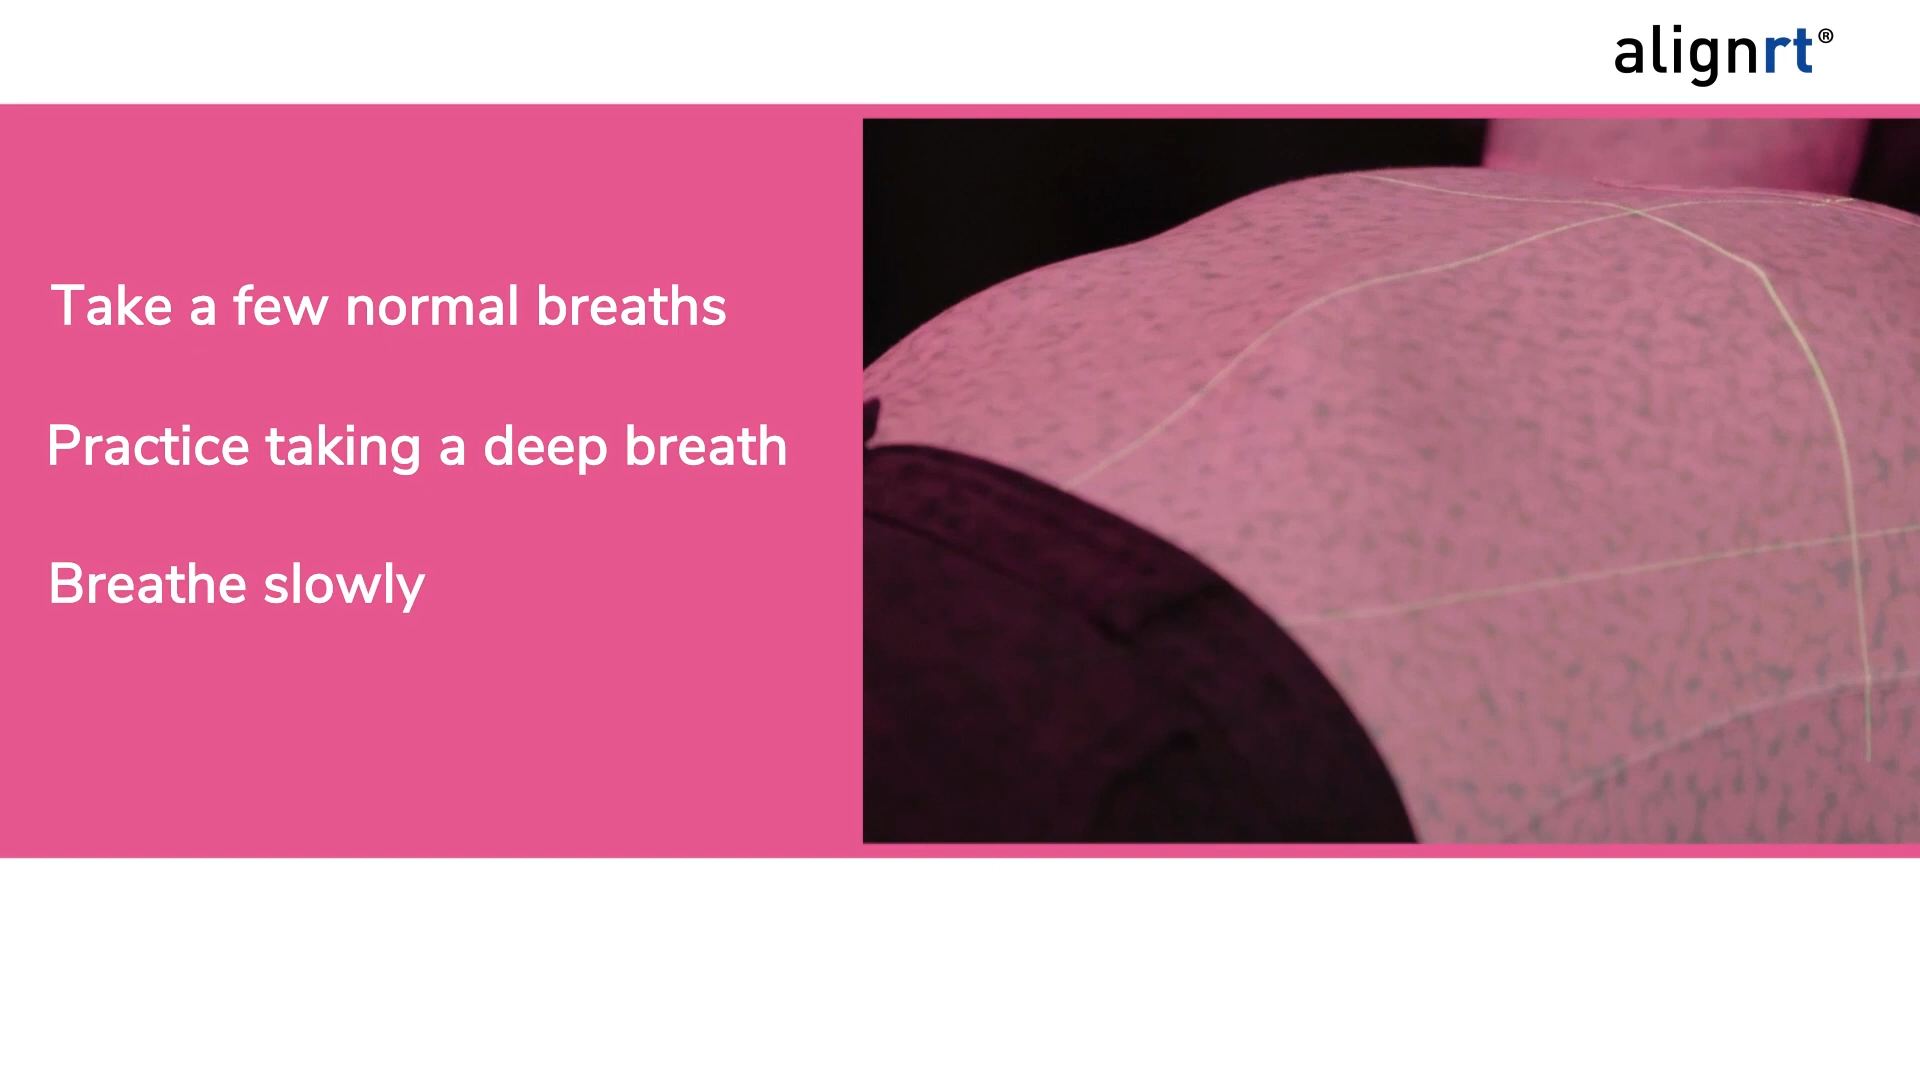 alignrt®
Take a few normal breaths
Practice taking a deep breath
Breathe slowly